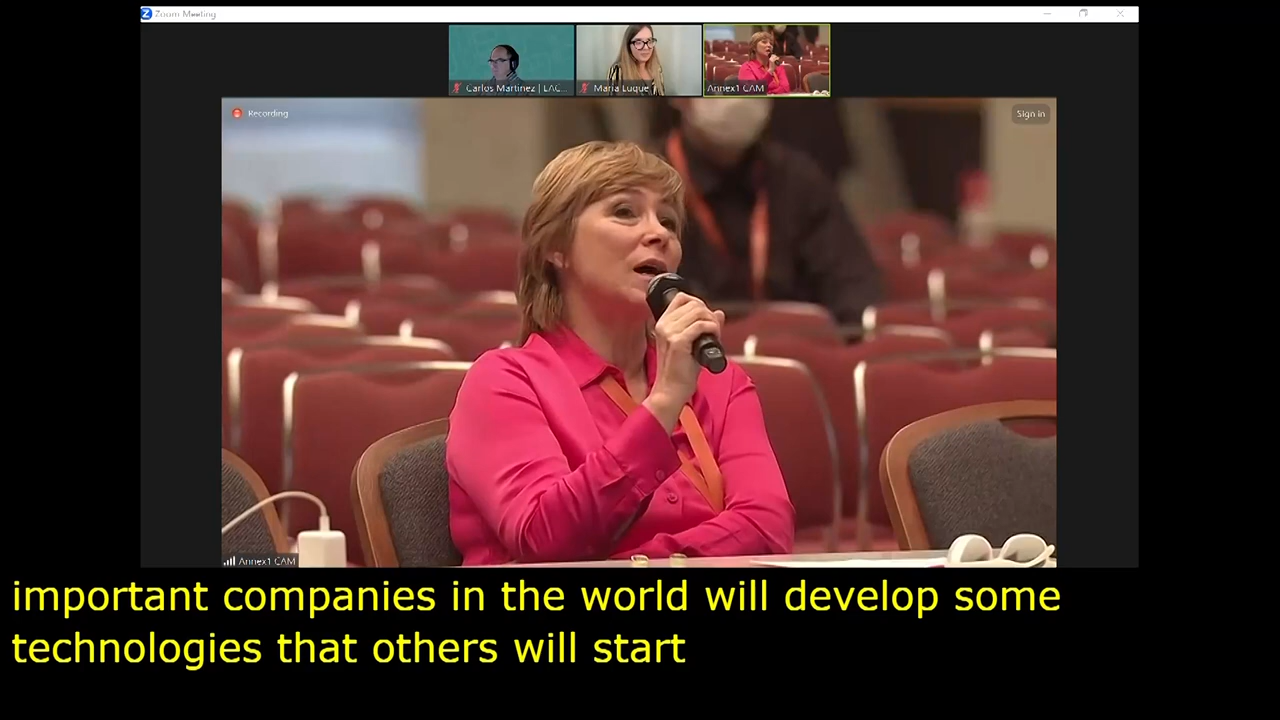 Zoom Meeting
Carlos Martinez | LAC...
Maria Luque
Annex1 CAM
Recording
Sign in
Annex1 CAM
important companies in the world will develop some
technologies that others will start